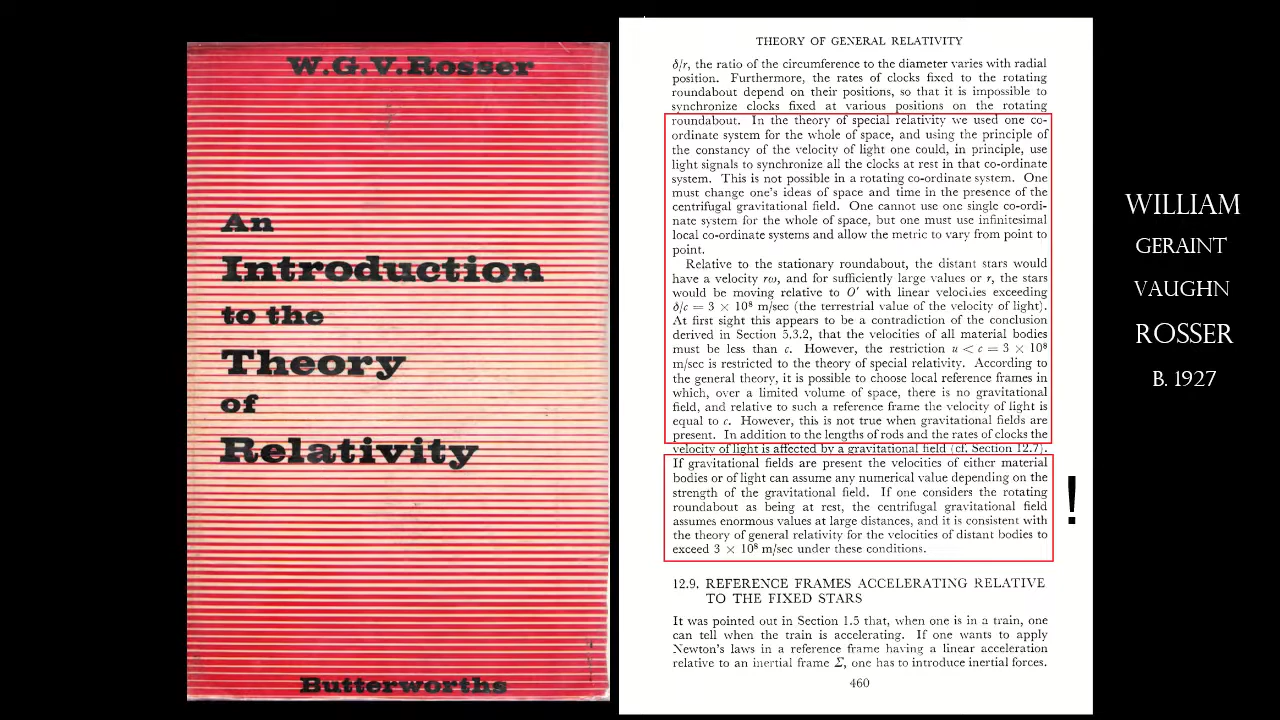 W.G.V.Rosser
An
Introduction
to the
Theory
of
Relativity
Butterworths
THEORY OF GENERAL RELATIVITY
δ/r, the ratio of the circumference to the diameter varies with radial
position. Furthermore, the rates of clocks fixed to the rotating
roundabout depend on their positions, so that it is impossible to
synchronize clocks fixed at various positions on the rotating
roundabout. In the theory of special relativity we used one co-
ordinate system for the whole of space, and using the principle of
the constancy of the velocity of light one could, in principle, use
light signals to synchronize all the clocks at rest in that co-ordinate
system. This is not possible in a rotating co-ordinate system. One
must change one's ideas of space and time in the presence of the
centrifugal gravitational field. One cannot use one single co-ordi-
nate system for the whole of space, but one must use infinitesimal
local co-ordinate systems and allow the metric to vary from point to
point.
Relative to the stationary roundabout, the distant stars would
have a velocity rω, and for sufficiently large values or r, the stars
would be moving relative to O′ with linear velocities exceeding
δ/c = 3 × 10⁸ m/sec (the terrestrial value of the velocity of light).
At first sight this appears to be a contradiction of the conclusion
derived in Section 5.3.2, that the velocities of all material bodies
must be less than c. However, the restriction u < c = 3 × 10⁸
m/sec is restricted to the theory of special relativity. According to
the general theory, it is possible to choose local reference frames in
which, over a limited volume of space, there is no gravitational
field, and relative to such a reference frame the velocity of light is
equal to c. However, this is not true when gravitational fields are
present. In addition to the lengths of rods and the rates of clocks the
velocity of light is affected by a gravitational field (cf. Section 12.7).
If gravitational fields are present the velocities of either material
bodies or of light can assume any numerical value depending on the
strength of the gravitational field. If one considers the rotating
roundabout as being at rest, the centrifugal gravitational field
assumes enormous values at large distances, and it is consistent with
the theory of general relativity for the velocities of distant bodies to
exceed 3 × 10⁸ m/sec under these conditions.
!
12.9. REFERENCE FRAMES ACCELERATING RELATIVE
TO THE FIXED STARS
It was pointed out in Section 1.5 that, when one is in a train, one
can tell when the train is accelerated. If one wants to apply
Newton's laws in a reference frame having a linear acceleration
relative to an inertial frame Σ, one has to introduce inertial forces.
460
WILLIAM
GERAINT
VAUGHN
ROSSER
B. 1927